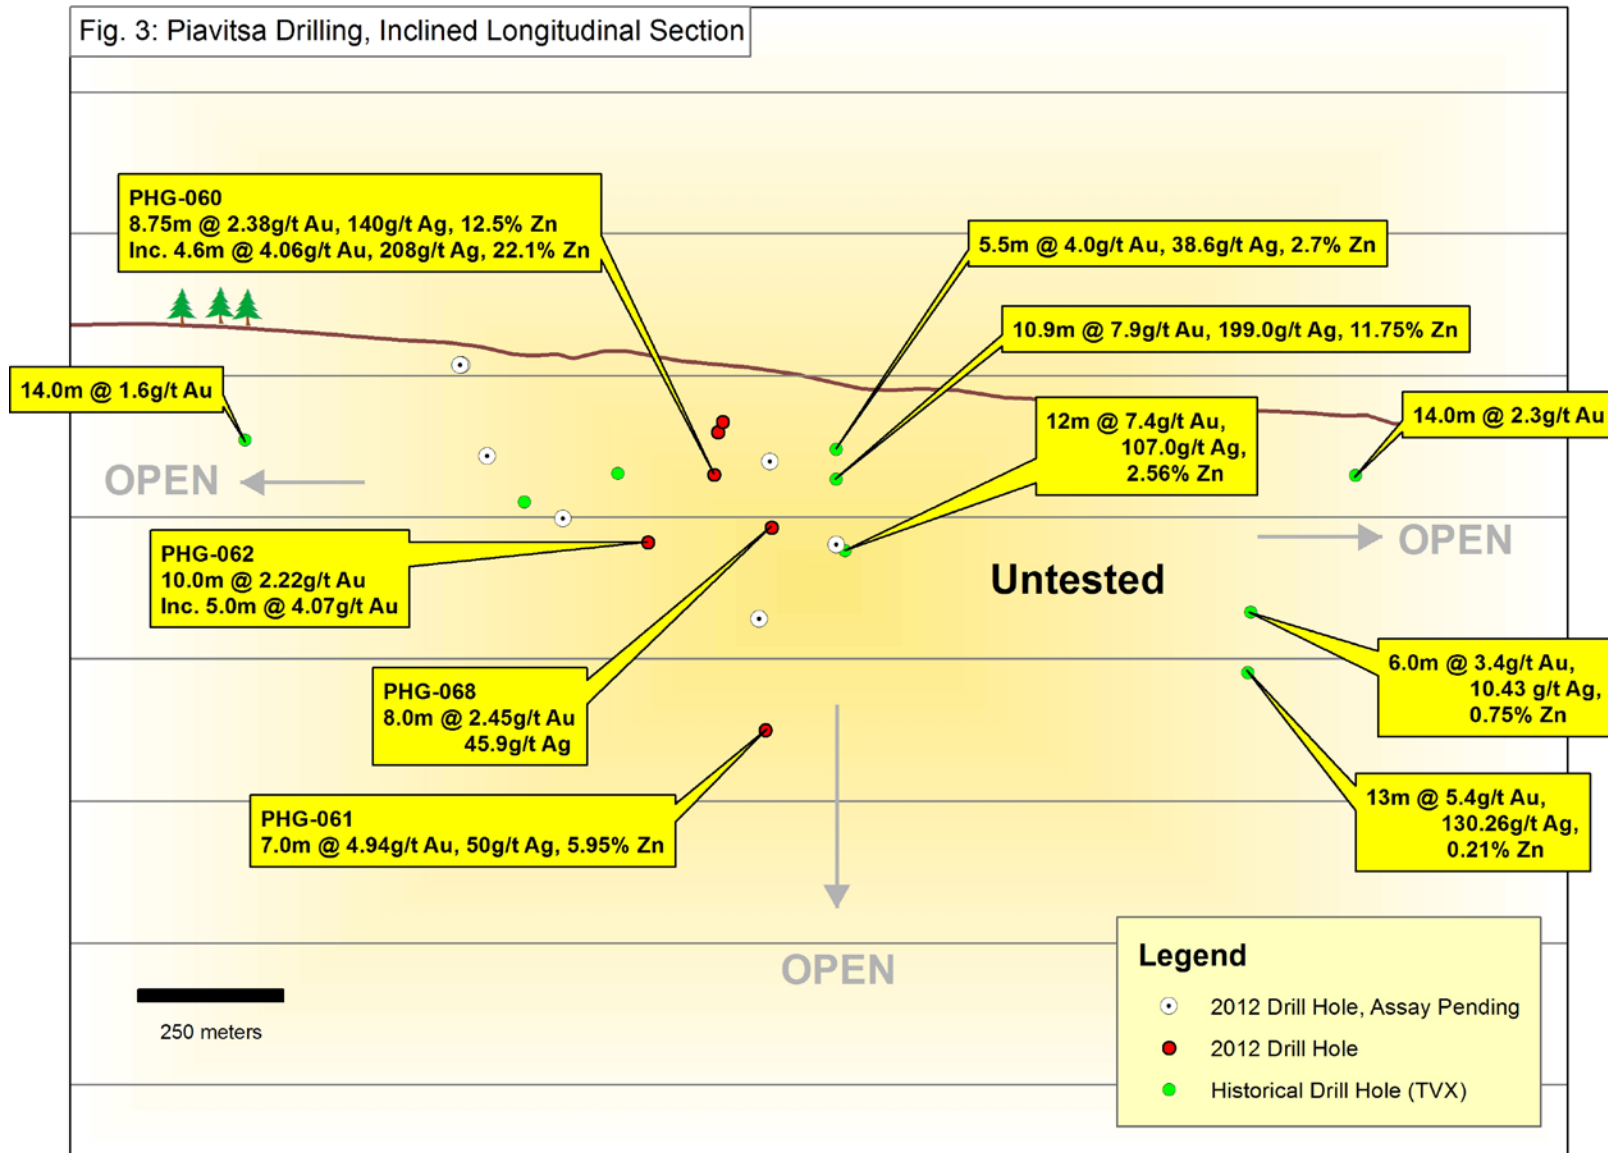 Fig. 3: Piavitsa Drilling, Inclined Longitudinal Section
PHG-060
8.75m @ 2.38g/t Au, 140g/t Ag, 12.5% Zn
Inc. 4.6m @ 4.06g/t Au, 208g/t Ag, 22.1% Zn
5.5m @ 4.0g/t Au, 38.6g/t Ag, 2.7% Zn
10.9m @ 7.9g/t Au, 199.0g/t Ag, 11.75% Zn
14.0m @ 1.6g/t Au
12m @ 7.4g/t Au,
107.0g/t Ag,
2.56% Zn
14.0m @ 2.3g/t Au
OPEN
OPEN
PHG-062
10.0m @ 2.22g/t Au
Inc. 5.0m @ 4.07g/t Au
Untested
PHG-068
8.0m @ 2.45g/t Au
45.9g/t Ag
6.0m @ 3.4g/t Au,
10.43 g/t Ag,
0.75% Zn
PHG-061
7.0m @ 4.94g/t Au, 50g/t Ag, 5.95% Zn
13m @ 5.4g/t Au,
130.26g/t Ag,
0.21% Zn
OPEN
250 meters
Legend
2012 Drill Hole, Assay Pending
2012 Drill Hole
Historical Drill Hole (TVX)